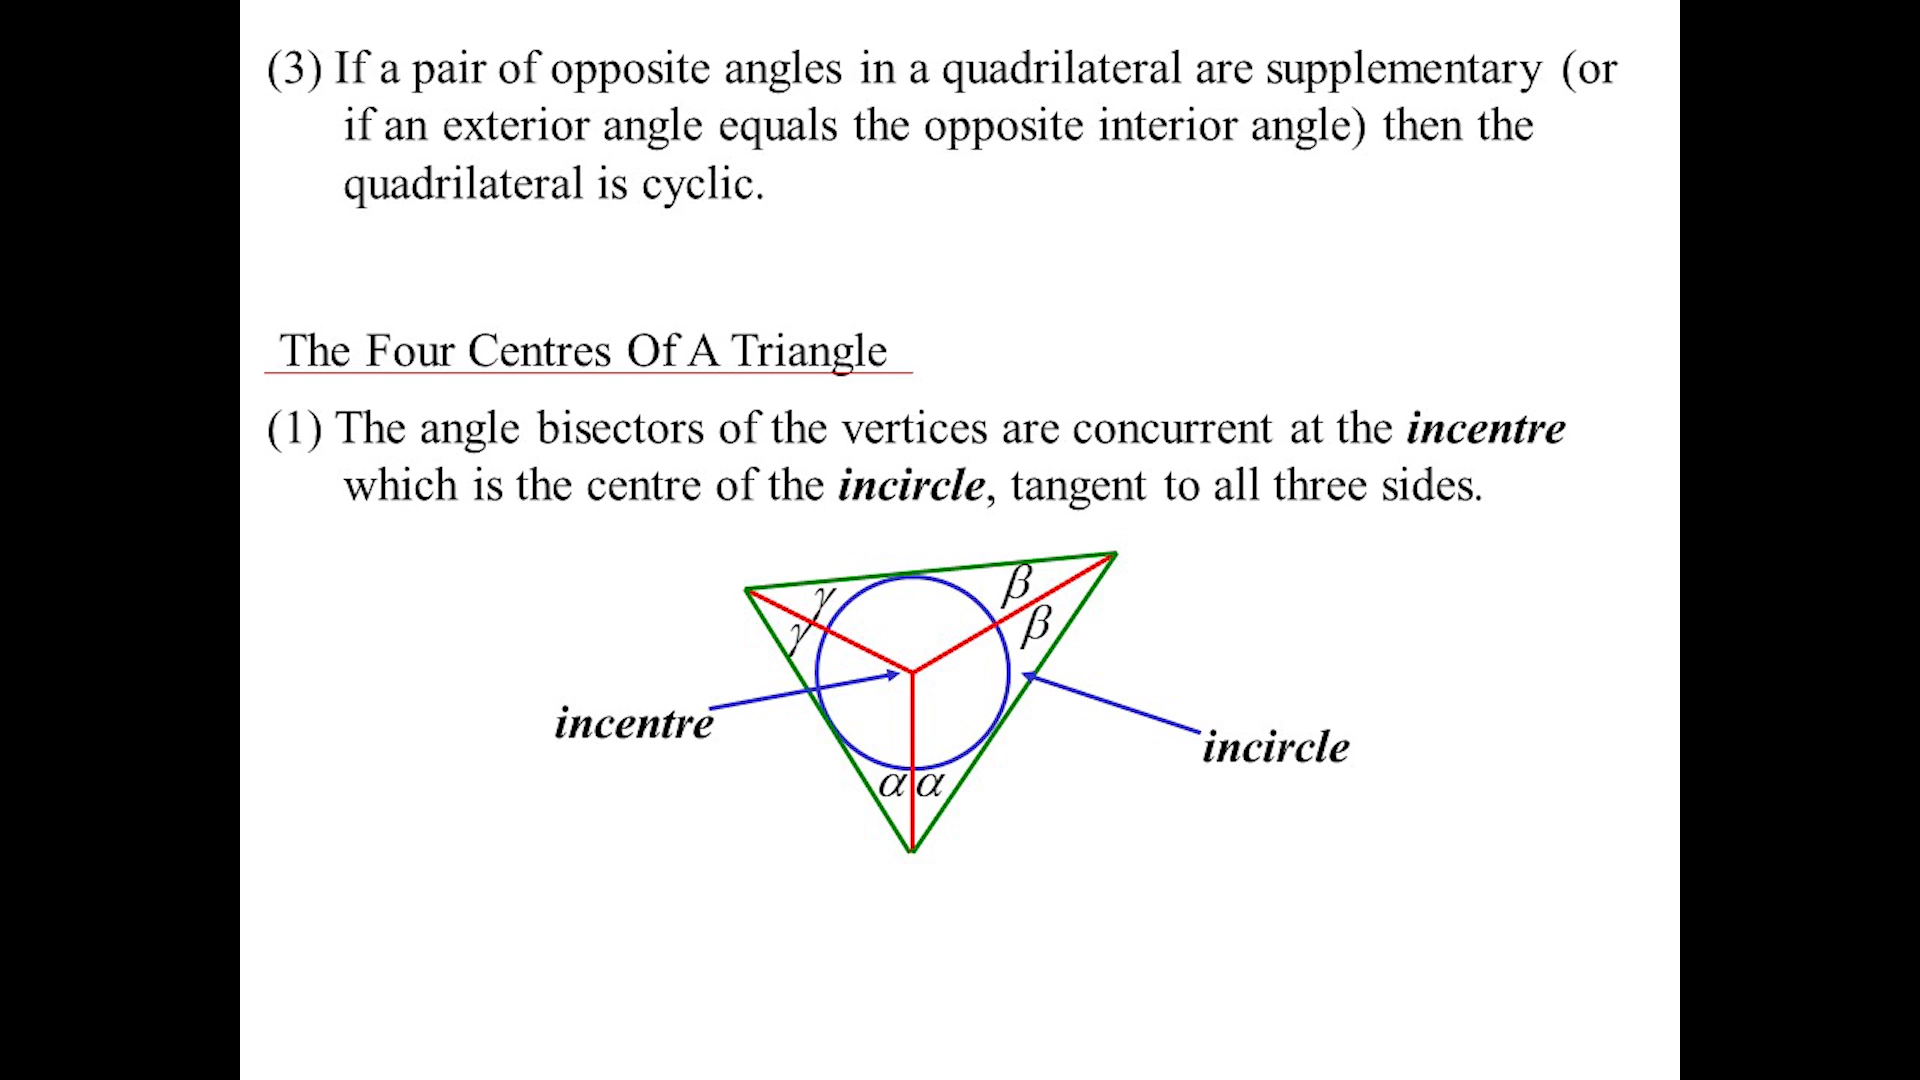 (3) If a pair of opposite angles in a quadrilateral are supplementary (or
if an exterior angle equals the opposite interior angle) then the
quadrilateral is cyclic.
The Four Centres Of A Triangle
(1) The angle bisectors of the vertices are concurrent at the incentre
which is the centre of the incircle, tangent to all three sides.
β
γ
β
γ
incentre
incircle
α α